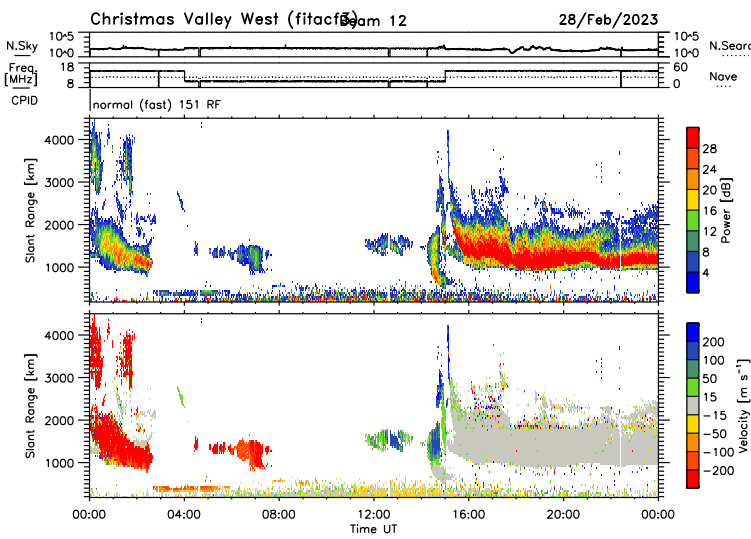 Christmas Valley West (fitacf3) Beam 12 28/Feb/2023
N.Sky 10^5 10^0 10^5 10^0 N.Sear
Freq. [MHz] 18 8 60 0 Nave
CPID normal (fast) 151 RF
Slant Range [km] 4000 3000 2000 1000
28 24 20 16 12 8 4 Power [dB]
Slant Range [km] 4000 3000 2000 1000
200 100 50 15 -15 -50 -100 -200 Velocity [m s⁻¹]
00:00 04:00 08:00 12:00 16:00 20:00 00:00
Time UT